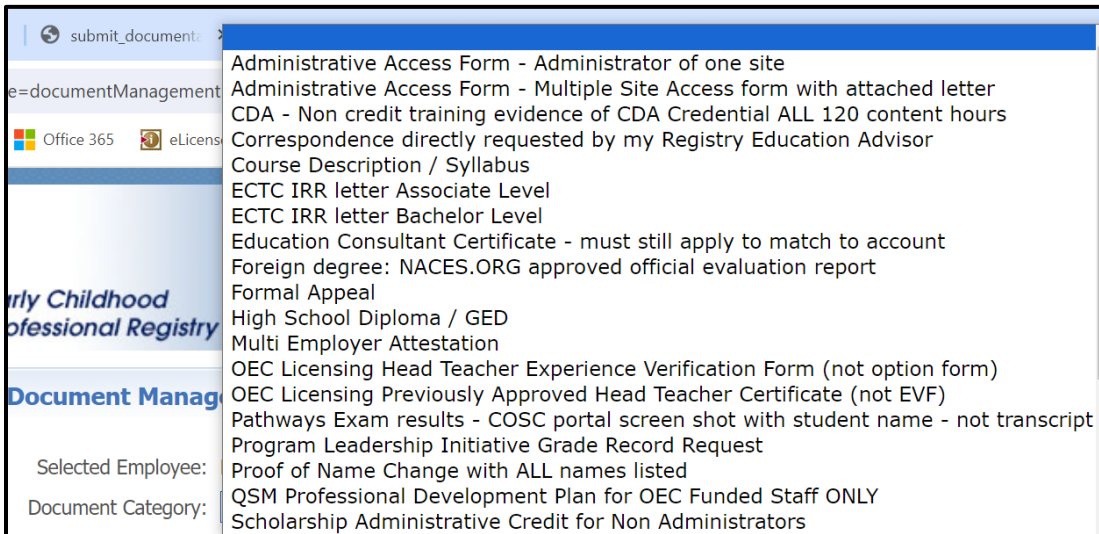 submit_documenta
e=documentManagement
Office 365 eLicens
Administrative Access Form - Administrator of one site
Administrative Access Form - Multiple Site Access form with attached letter
CDA - Non credit training evidence of CDA Credential ALL 120 content hours
Correspondence directly requested by my Registry Education Advisor
Course Description / Syllabus
ECTC IRR letter Associate Level
ECTC IRR letter Bachelor Level
Education Consultant Certificate - must still apply to match to account
Foreign degree: NACES.ORG approved official evaluation report
Formal Appeal
High School Diploma / GED
Multi Employer Attestation
OEC Licensing Head Teacher Experience Verification Form (not option form)
OEC Licensing Previously Approved Head Teacher Certificate (not EVF)
Pathways Exam results - COSC portal screen shot with student name - not transcript
Program Leadership Initiative Grade Record Request
Proof of Name Change with ALL names listed
QSM Professional Development Plan for OEC Funded Staff ONLY
Scholarship Administrative Credit for Non Administrators
rly Childhood
ofessional Registry
Document Manag
Selected Employee:
Document Category: